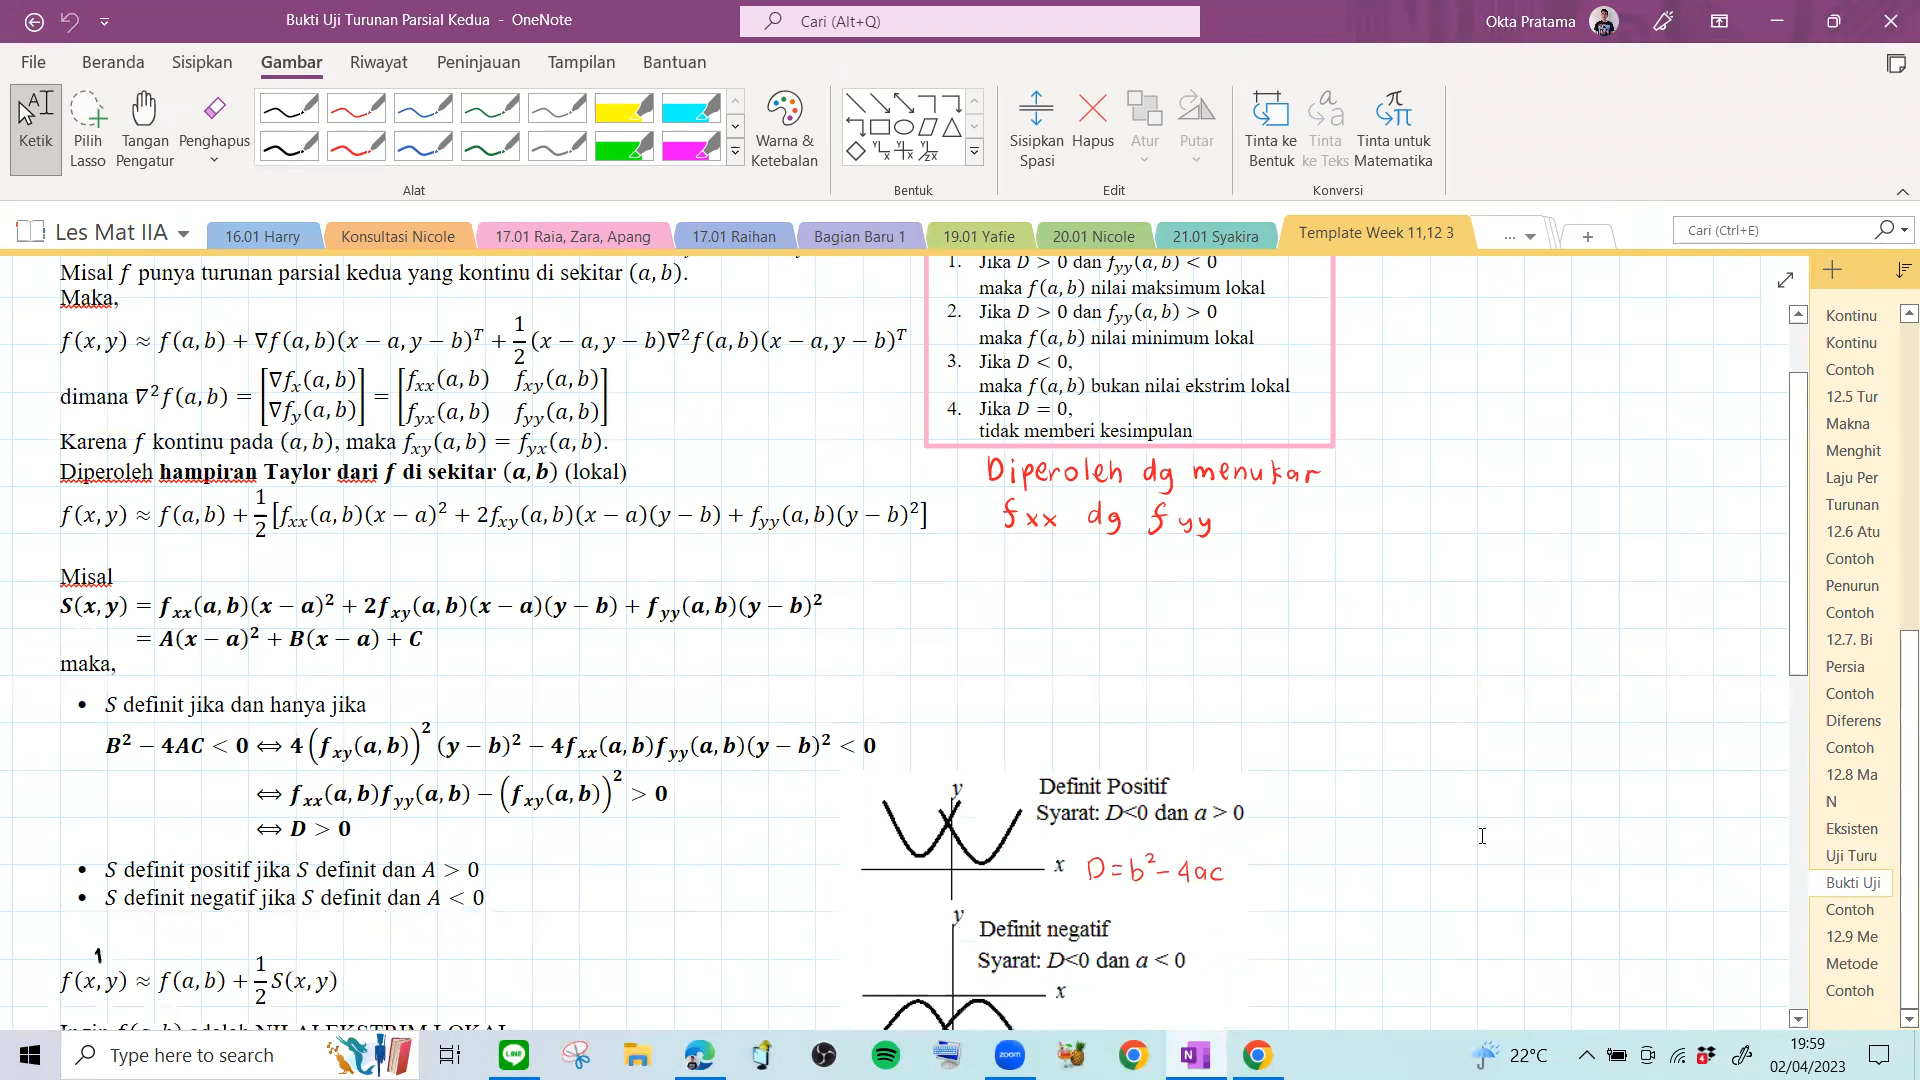 Bukti Uji Turunan Parsial Kedua - OneNote
Cari (Alt+Q)
Okta Pratama
File Beranda Sisipkan Gambar Riwayat Peninjauan Tampilan Bantuan
Ketik
Pilih Lasso
Tangan Pengatur
Penghapus
Warna & Ketebalan
Sisipkan Spasi
Hapus
Atur
Putar
Tinta ke Bentuk
Tinta ke Teks
Tinta untuk Matematika
Alat
Bentuk
Edit
Konversi
Les Mat IIA
16.01 Harry
Konsultasi Nicole
17.01 Raia, Zara, Apang
17.01 Raihan
Bagian Baru 1
19.01 Yafie
20.01 Nicole
21.01 Syakira
Template Week 11,12 3
...
Cari (Ctrl+E)
Misal f punya turunan parsial kedua yang kontinu di sekitar (a, b).
Maka,
f(x, y) ≈ f(a, b) + ∇f(a, b)(x − a, y − b)^T + 1/2 (x − a, y − b)∇²f(a, b)(x − a, y − b)^T
dimana ∇²f(a, b) = [∇f_x(a, b) ; ∇f_y(a, b)] = [f_xx(a, b) f_xy(a, b) ; f_yx(a, b) f_yy(a, b)]
Karena f kontinu pada (a, b), maka f_xy(a, b) = f_yx(a, b).
Diperoleh hampiran Taylor dari f di sekitar (a, b) (lokal)
f(x, y) ≈ f(a, b) + 1/2 [f_xx(a, b)(x − a)² + 2f_xy(a, b)(x − a)(y − b) + f_yy(a, b)(y − b)²]
Misal
S(x, y) = f_xx(a, b)(x − a)² + 2f_xy(a, b)(x − a)(y − b) + f_yy(a, b)(y − b)²
= A(x − a)² + B(x − a) + C
maka,
• S definit jika dan hanya jika
B² − 4AC < 0 ⇔ 4(f_xy(a, b))² (y − b)² − 4f_xx(a, b)f_yy(a, b)(y − b)² < 0
⇔ f_xx(a, b)f_yy(a, b) − (f_xy(a, b))² > 0
⇔ D > 0
• S definit positif jika S definit dan A > 0
• S definit negatif jika S definit dan A < 0
1
f(x, y) ≈ f(a, b) + 1/2 S(x, y)
1. Jika D > 0 dan f_yy(a, b) < 0
maka f(a, b) nilai maksimum lokal
2. Jika D > 0 dan f_yy(a, b) > 0
maka f(a, b) nilai minimum lokal
3. Jika D < 0,
maka f(a, b) bukan nilai ekstrim lokal
4. Jika D = 0,
tidak memberi kesimpulan
Diperoleh dg menukar
f xx dg f yy
y
Definit Positif
Syarat: D<0 dan a > 0
x
D = b² − 4ac
y
Definit negatif
Syarat: D<0 dan a < 0
x
Kontinu
Kontinu
Contoh
12.5 Tur
Makna
Menghit
Laju Per
Turunan
12.6 Atu
Contoh
Penurun
Contoh
12.7. Bi
Persia
Contoh
Diferens
Contoh
12.8 Ma
N
Eksisten
Uji Turu
Bukti Uji
Contoh
12.9 Me
Metode
Contoh
Type here to search
LINE
zoom
22°C
19:59
02/04/2023